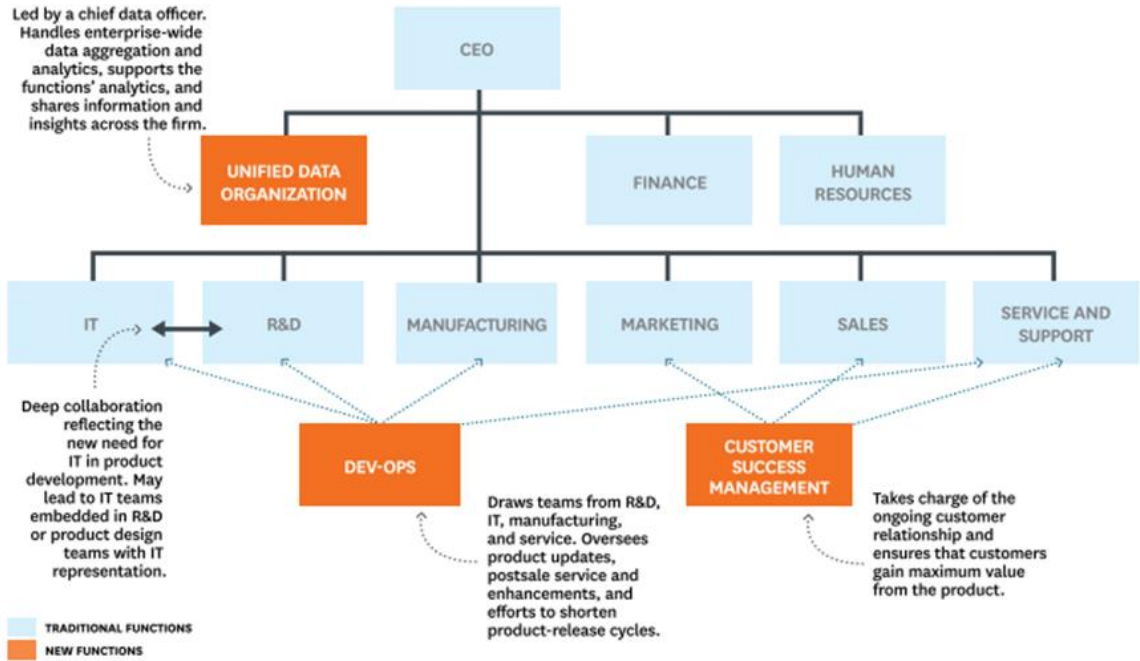 Led by a chief data officer.
Handles enterprise-wide
data aggregation and
analytics, supports the
functions' analytics, and
shares information and
insights across the firm.
CEO
UNIFIED DATA
ORGANIZATION
FINANCE
HUMAN
RESOURCES
IT
R&D
MANUFACTURING
MARKETING
SALES
SERVICE AND
SUPPORT
Deep collaboration
reflecting the
new need for
IT in product
development. May
lead to IT teams
embedded in R&D
or product design
teams with IT
representation.
DEV-OPS
Draws teams from R&D,
IT, manufacturing,
and service. Oversees
product updates,
postsale service and
enhancements, and
efforts to shorten
product-release cycles.
CUSTOMER
SUCCESS
MANAGEMENT
Takes charge of the
ongoing customer
relationship and
ensures that customers
gain maximum value
from the product.
TRADITIONAL FUNCTIONS
NEW FUNCTIONS